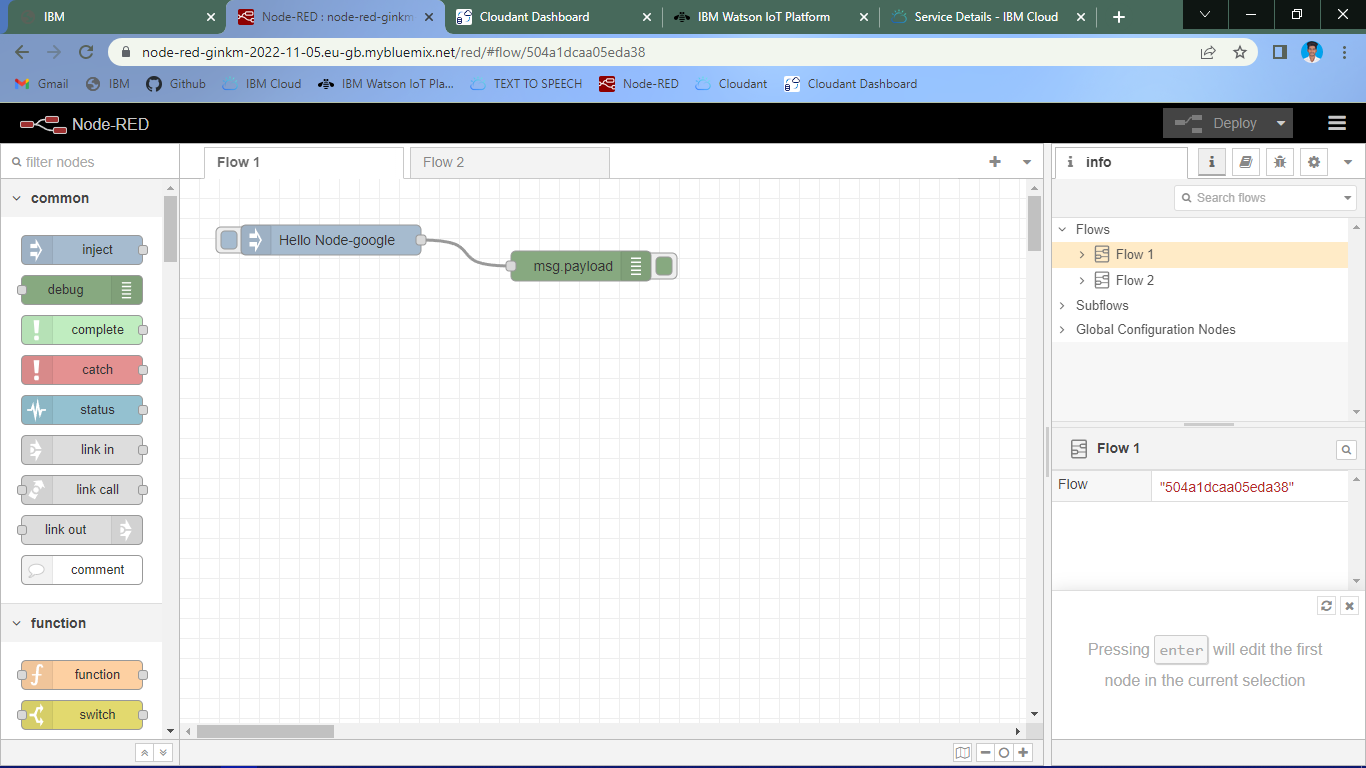 IBM
Node-RED : node-red-ginkm
Cloudant Dashboard
IBM Watson IoT Platform
Service Details - IBM Cloud
node-red-ginkm-2022-11-05.eu-gb.mybluemix.net/red/#flow/504a1dcaa05eda38
Gmail
IBM
Github
IBM Cloud
IBM Watson IoT Pla...
TEXT TO SPEECH
Node-RED
Cloudant
Cloudant Dashboard
Node-RED
Deploy
filter nodes
Flow 1
Flow 2
info
common
inject
debug
complete
catch
status
link in
link call
link out
comment
function
function
switch
Hello Node-google
msg.payload
Search flows
Flows
Flow 1
Flow 2
Subflows
Global Configuration Nodes
Flow 1
Flow "504a1dcaa05eda38"
Pressing enter will edit the first
node in the current selection